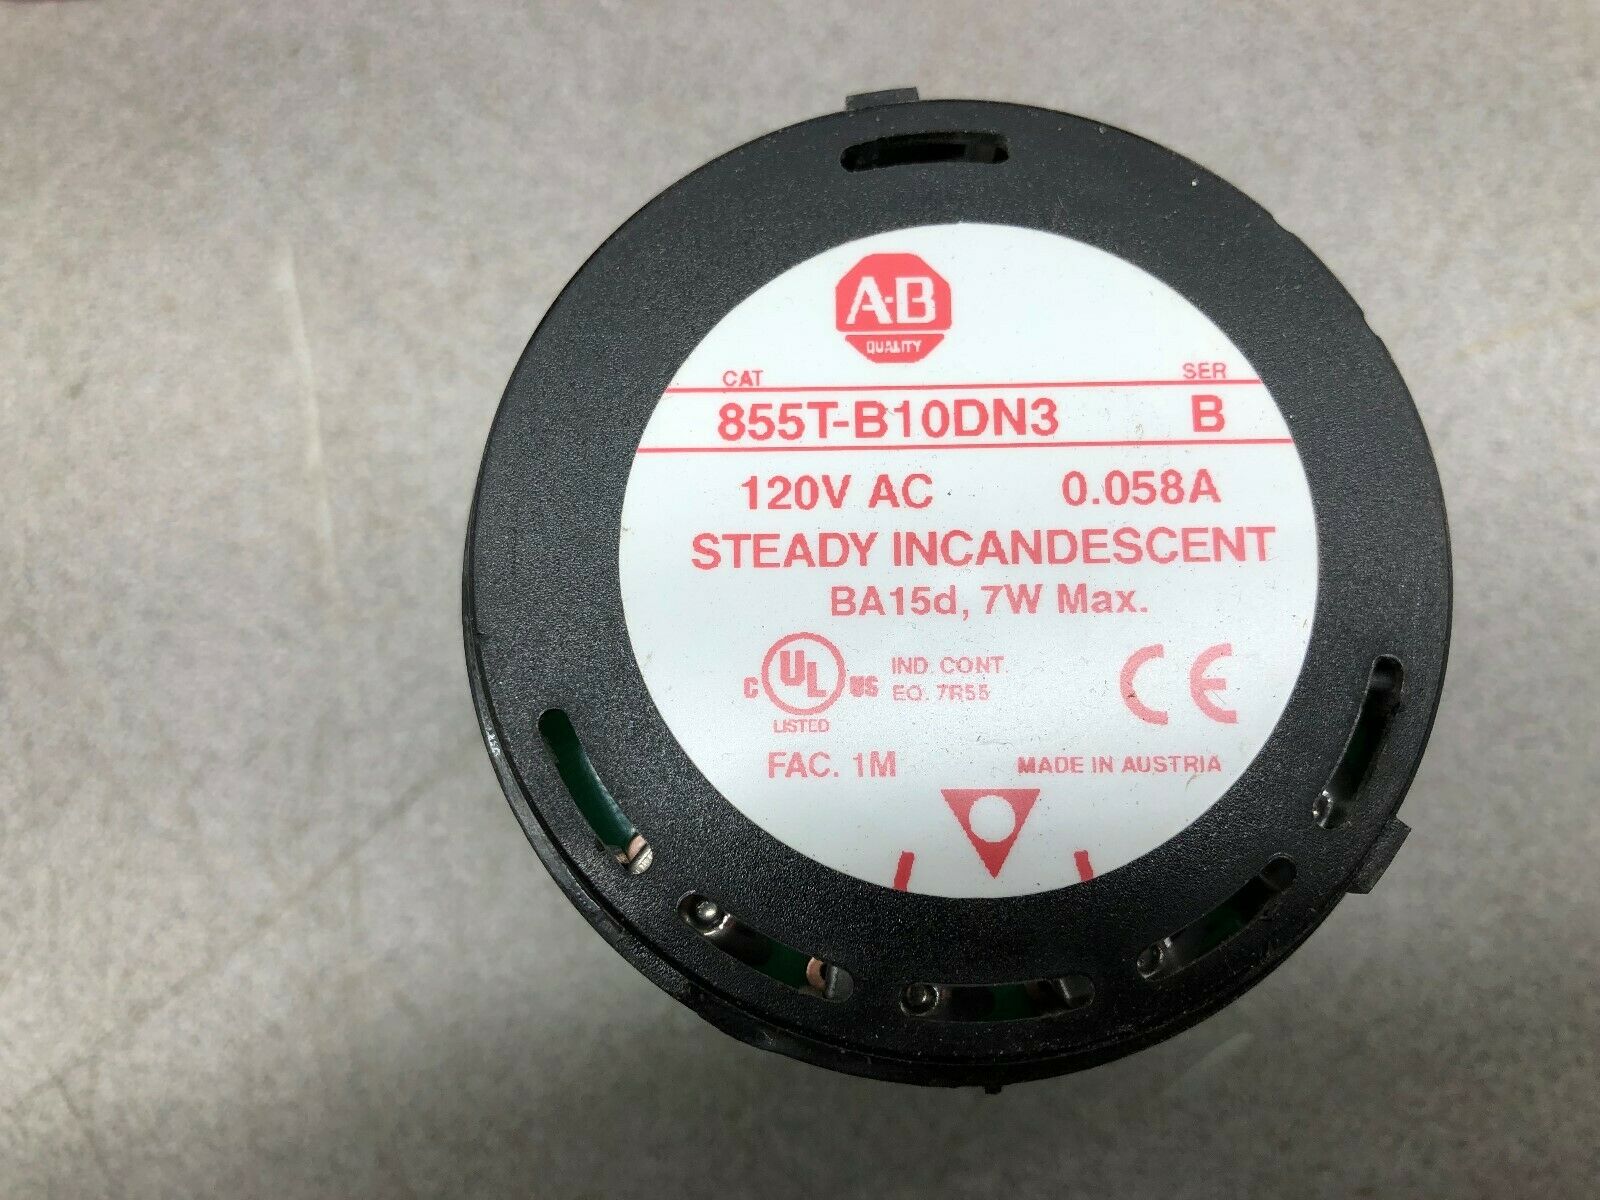 A-B
QUALITY
CAT SER
855T-B10DN3 B
120V AC 0.058A
STEADY INCANDESCENT
BA15d, 7W Max.
C UL US
LISTED
IND. CONT.
EQ. 7R55
CE
FAC. 1M MADE IN AUSTRIA